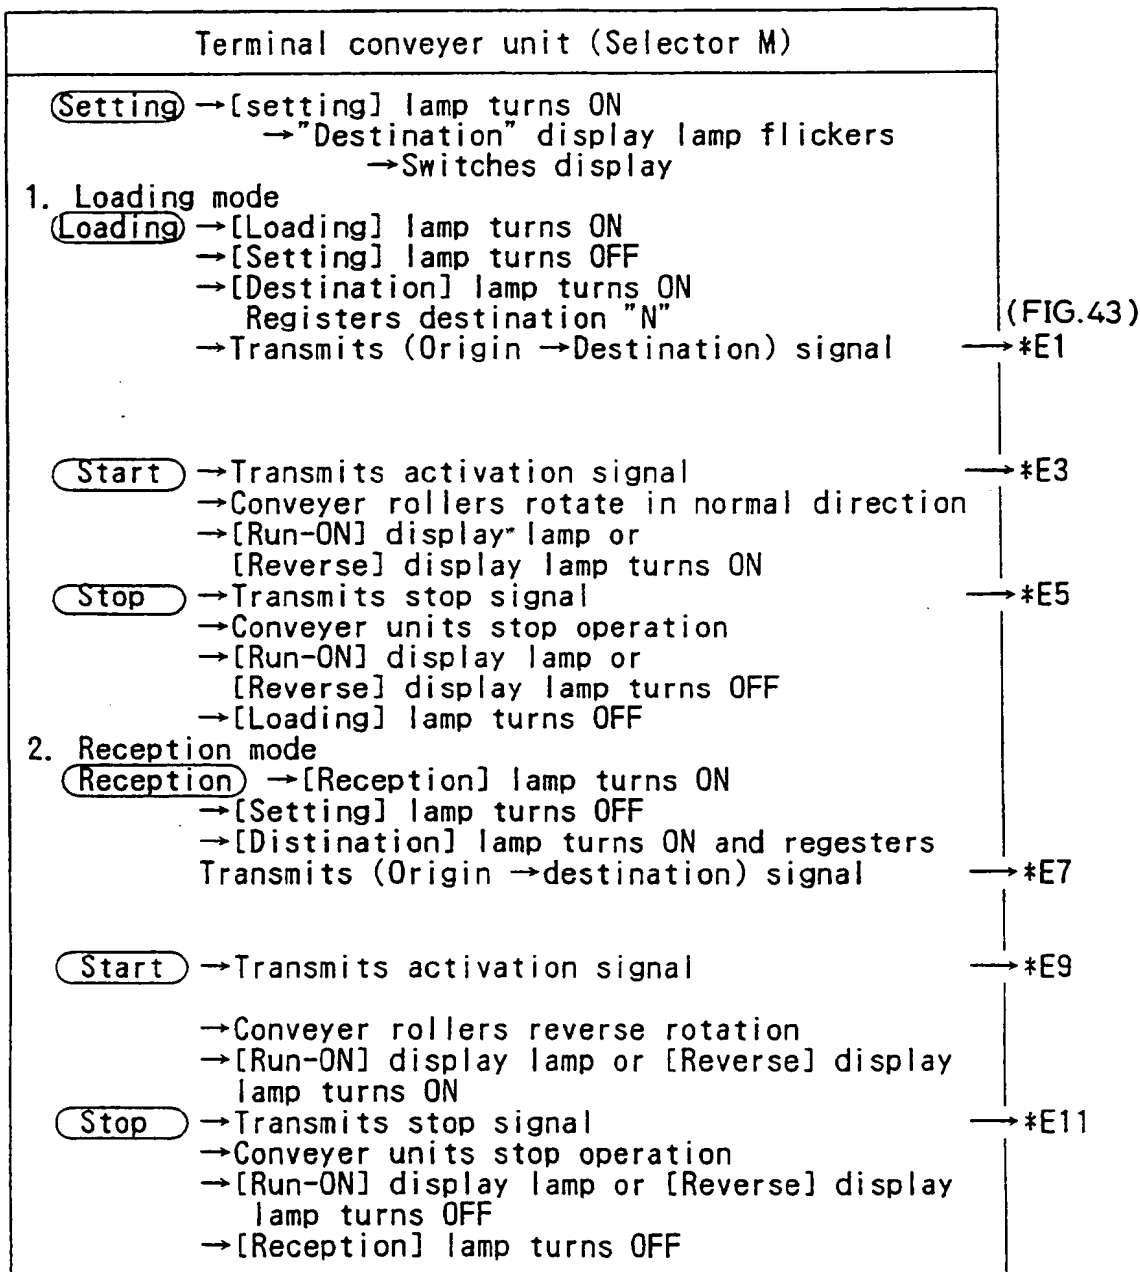 Terminal conveyer unit (Selector M)
Setting →[setting] lamp turns ON
→"Destination" display lamp flickers
→Switches display
1. Loading mode
Loading →[Loading] lamp turns ON
→[Setting] lamp turns OFF
→[Destination] lamp turns ON
Registers destination "N" (FIG.43)
→Transmits (Origin →Destination) signal → *E1
Start →Transmits activation signal → *E3
→Conveyer rollers rotate in normal direction
→[Run-ON] display lamp or
[Reverse] display lamp turns ON
Stop →Transmits stop signal → *E5
→Conveyer units stop operation
→[Run-ON] display lamp or
[Reverse] display lamp turns OFF
→[Loading] lamp turns OFF
2. Reception mode
Reception →[Reception] lamp turns ON
→[Setting] lamp turns OFF
→[Distination] lamp turns ON and regesters
Transmits (Origin →destination) signal → *E7
Start →Transmits activation signal → *E9
→Conveyer rollers reverse rotation
→[Run-ON] display lamp or [Reverse] display
lamp turns ON
Stop →Transmits stop signal → *E11
→Conveyer units stop operation
→[Run-ON] display lamp or [Reverse] display
lamp turns OFF
→[Reception] lamp turns OFF